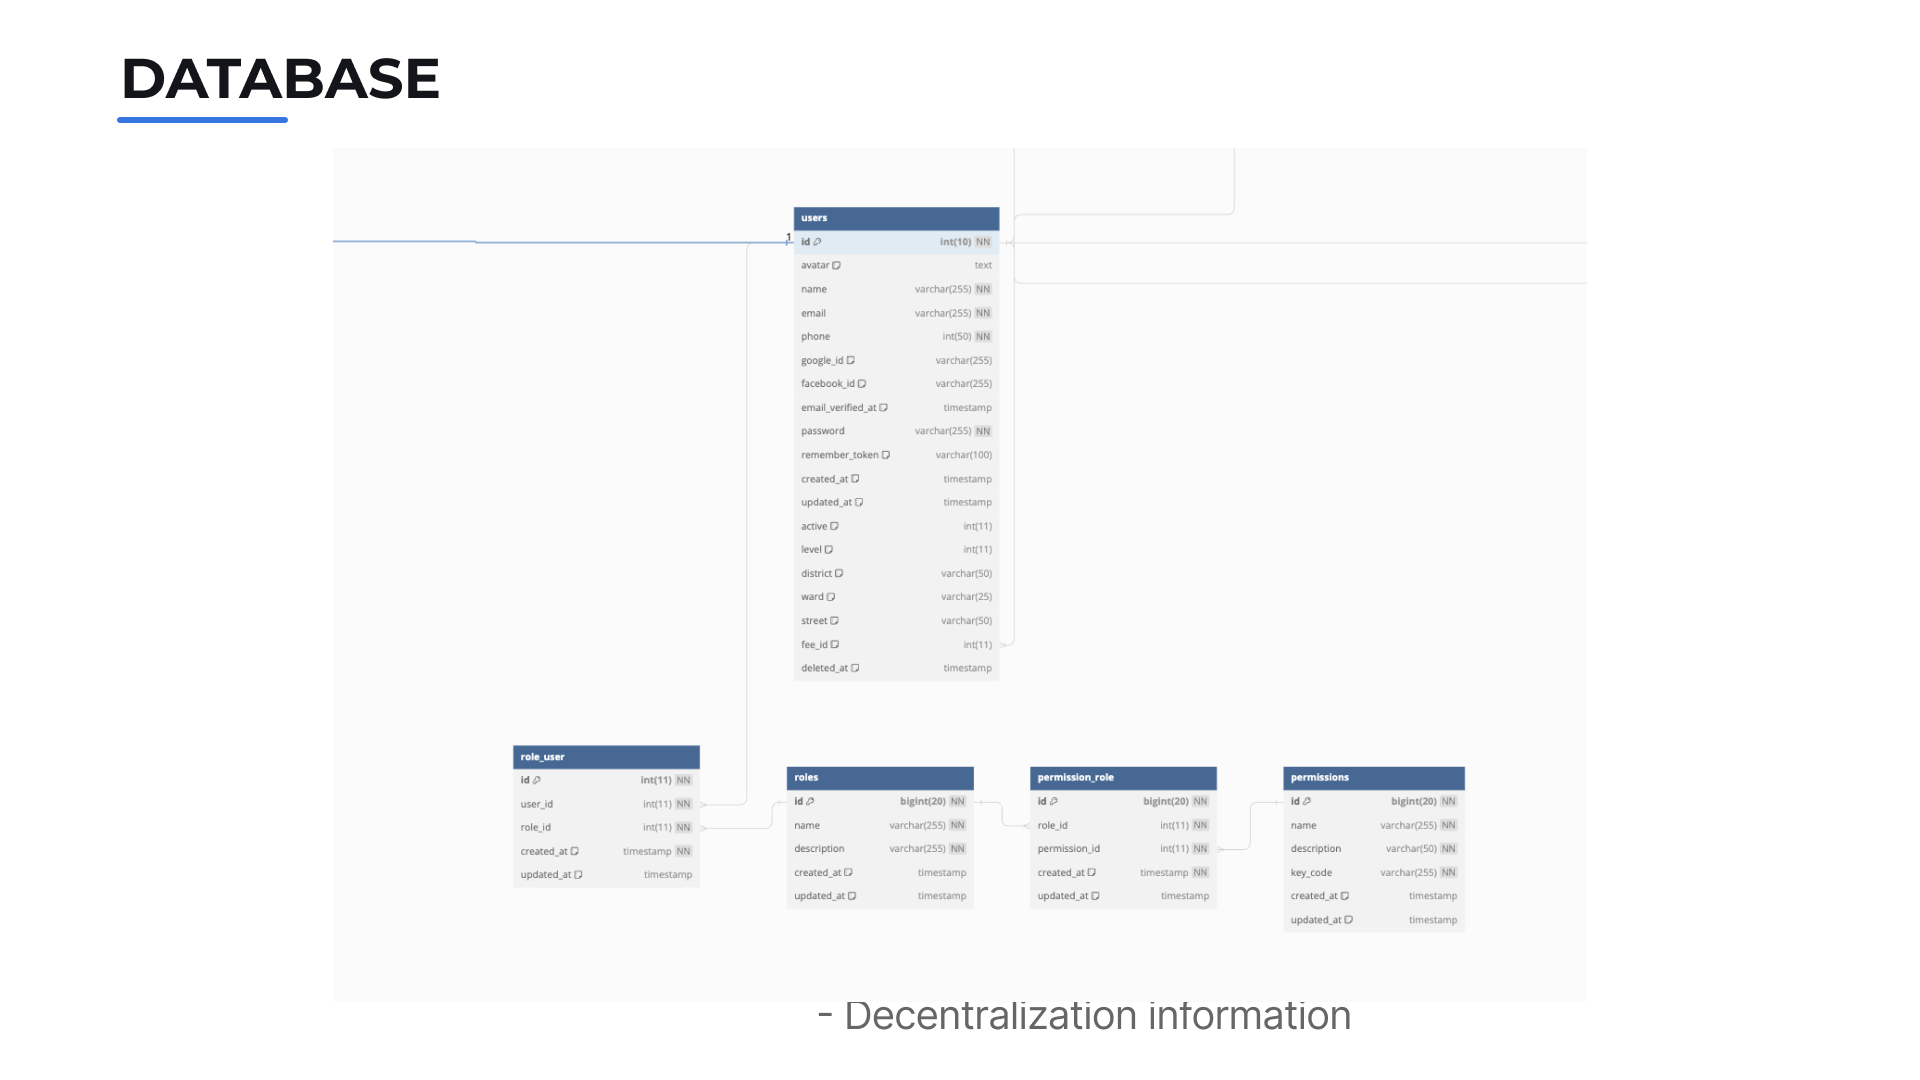 DATABASE
users
1
id int(10) NN
avatar text
name varchar(255) NN
email varchar(255) NN
phone int(50) NN
google_id varchar(255)
facebook_id varchar(255)
email_verified_at timestamp
password varchar(255) NN
remember_token varchar(100)
created_at timestamp
updated_at timestamp
active int(11)
level int(11)
district varchar(50)
ward varchar(25)
street varchar(50)
fee_id int(11)
deleted_at timestamp
role_user
id int(11) NN
user_id int(11) NN
role_id int(11) NN
created_at timestamp NN
updated_at timestamp
roles
id bigint(20) NN
name varchar(255) NN
description varchar(255) NN
created_at timestamp
updated_at timestamp
permission_role
id bigint(20) NN
role_id int(11) NN
permission_id int(11) NN
created_at timestamp NN
updated_at timestamp
permissions
id bigint(20) NN
name varchar(255) NN
description varchar(50) NN
key_code varchar(255) NN
created_at timestamp
updated_at timestamp
- Decentralization information